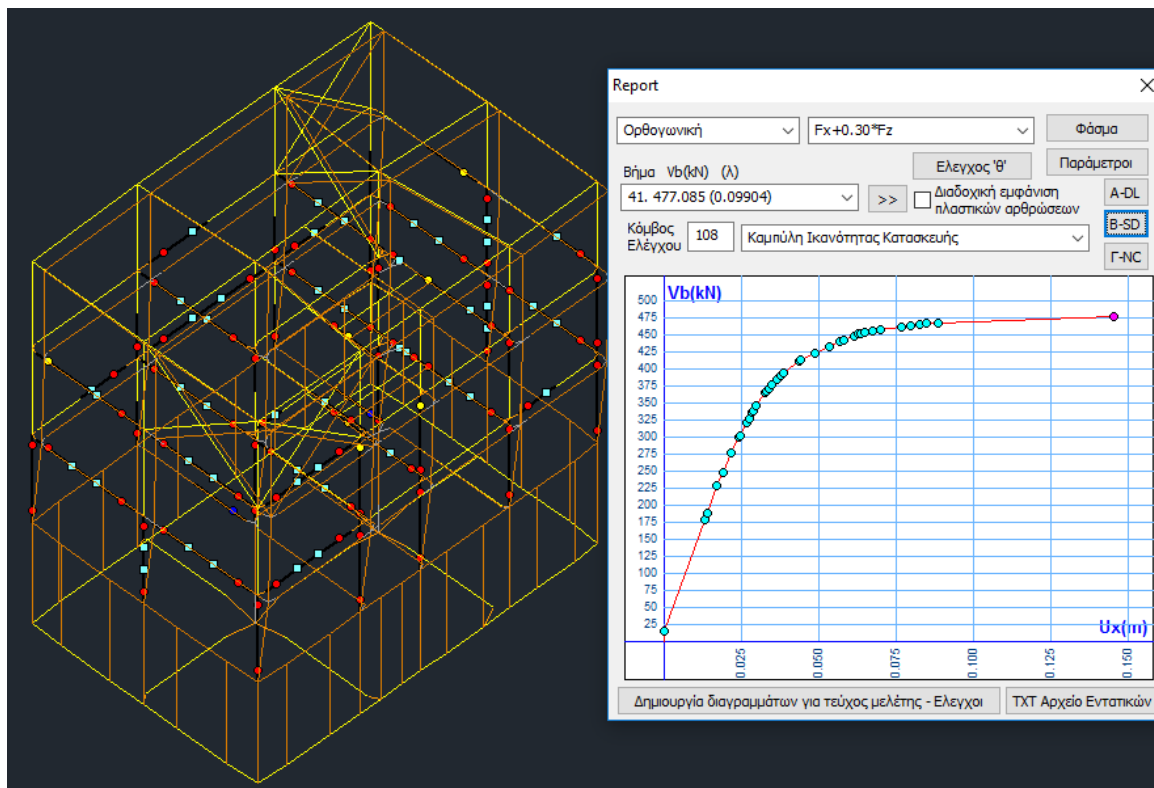 Report
Ορθογωνική Fx+0.30*Fz Φάσμα
Βήμα Vb(kN) (λ) Ελεγχος 'θ' Παράμετροι
41. 477.085 (0.09904) >> Διαδοχική εμφάνιση πλαστικών αρθρώσεων A-DL
Κόμβος Ελέγχου 108 Καμπύλη Ικανότητας Κατασκευής B-SD
Γ-NC
Vb(kN)
500
475
450
425
400
375
350
325
300
275
250
225
200
175
150
125
100
75
50
25
Ux(m)
0.025 0.050 0.075 0.100 0.125 0.150
Δημιουργία διαγραμμάτων για τεύχος μελέτης - Ελεγχοι TXT Αρχείο Εντατικών